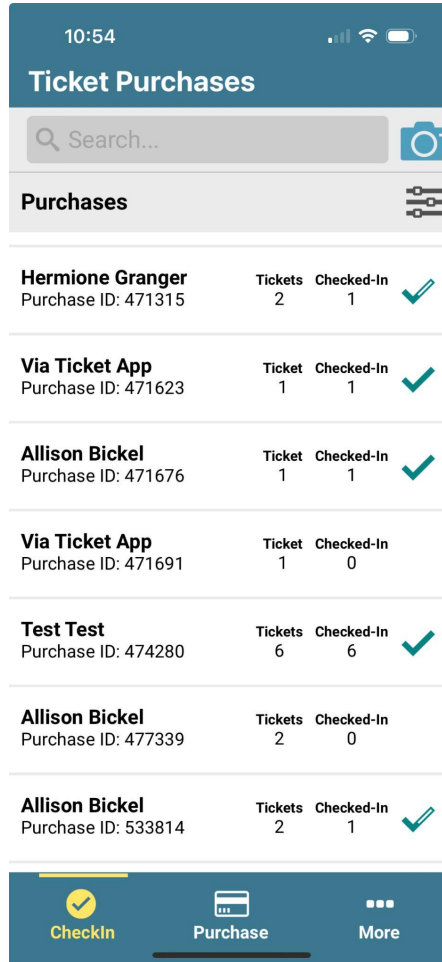 10:54
Ticket Purchases
Search...
Purchases
Hermione Granger Tickets Checked-In
Purchase ID: 471315 2 1
Via Ticket App Ticket Checked-In
Purchase ID: 471623 1 1
Allison Bickel Ticket Checked-In
Purchase ID: 471676 1 1
Via Ticket App Ticket Checked-In
Purchase ID: 471691 1 0
Test Test Tickets Checked-In
Purchase ID: 474280 6 6
Allison Bickel Tickets Checked-In
Purchase ID: 477339 2 0
Allison Bickel Tickets Checked-In
Purchase ID: 533814 2 1
CheckIn Purchase More